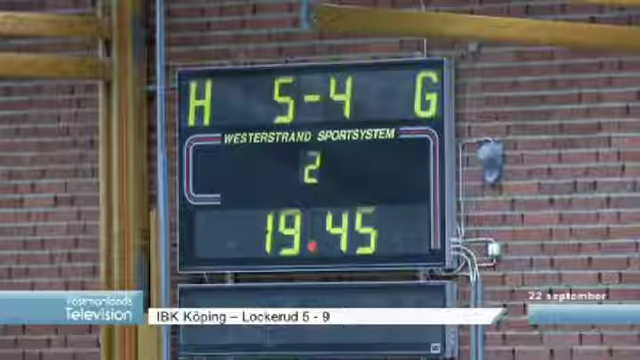 H 5-4 G
WESTERSTRAND SPORTSYSTEM
2
19.45
22 september
Västmanlands
Television
IBK Köping – Lockerud 5 - 9